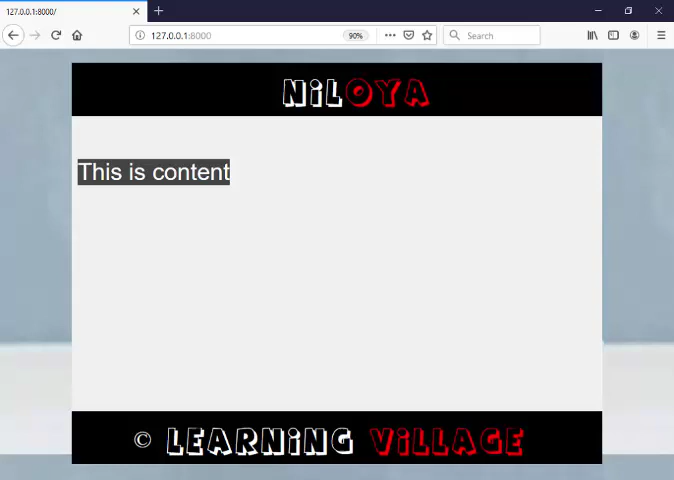 127.0.0.1:8000/
127.0.0.1:8000
90%
Search
NiLOYA
This is content
© LEARNiNG ViLLAGE